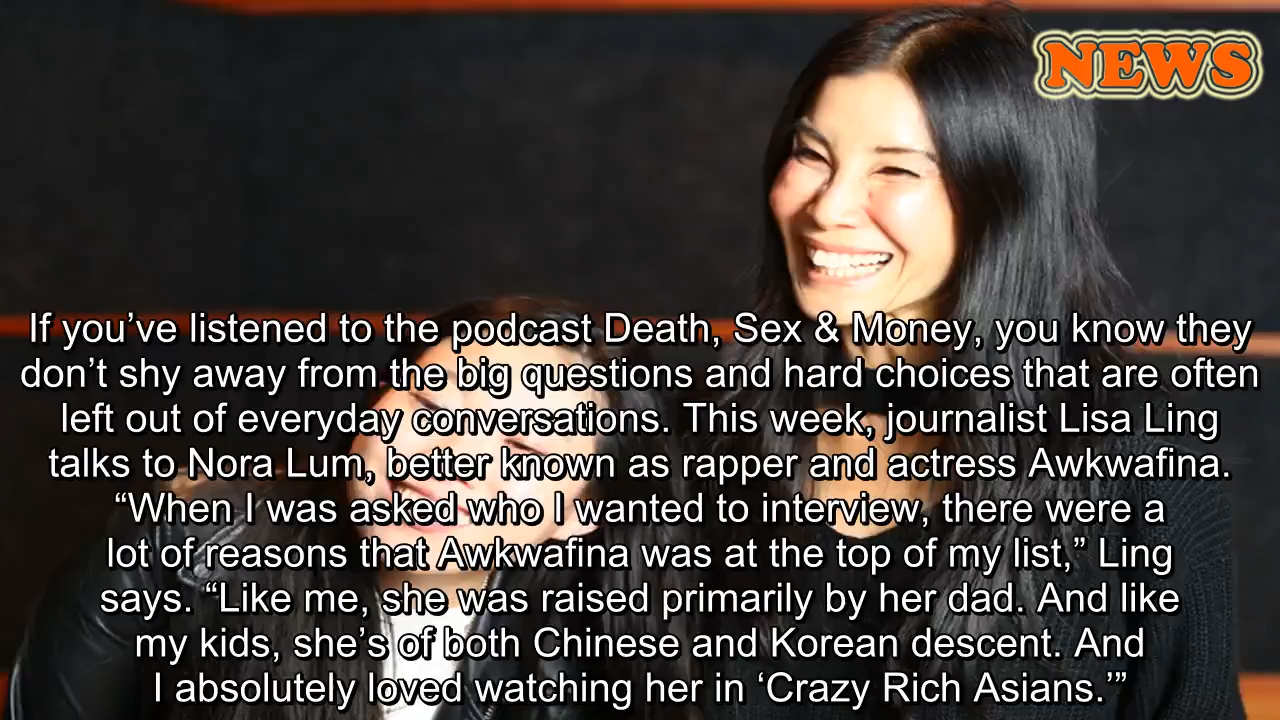 NEWS
If you’ve listened to the podcast Death, Sex & Money, you know they
don’t shy away from the big questions and hard choices that are often
left out of everyday conversations. This week, journalist Lisa Ling
talks to Nora Lum, better known as rapper and actress Awkwafina.
“When I was asked who I wanted to interview, there were a
lot of reasons that Awkwafina was at the top of my list,” Ling
says. “Like me, she was raised primarily by her dad. And like
my kids, she’s of both Chinese and Korean descent. And
I absolutely loved watching her in ‘Crazy Rich Asians.’”